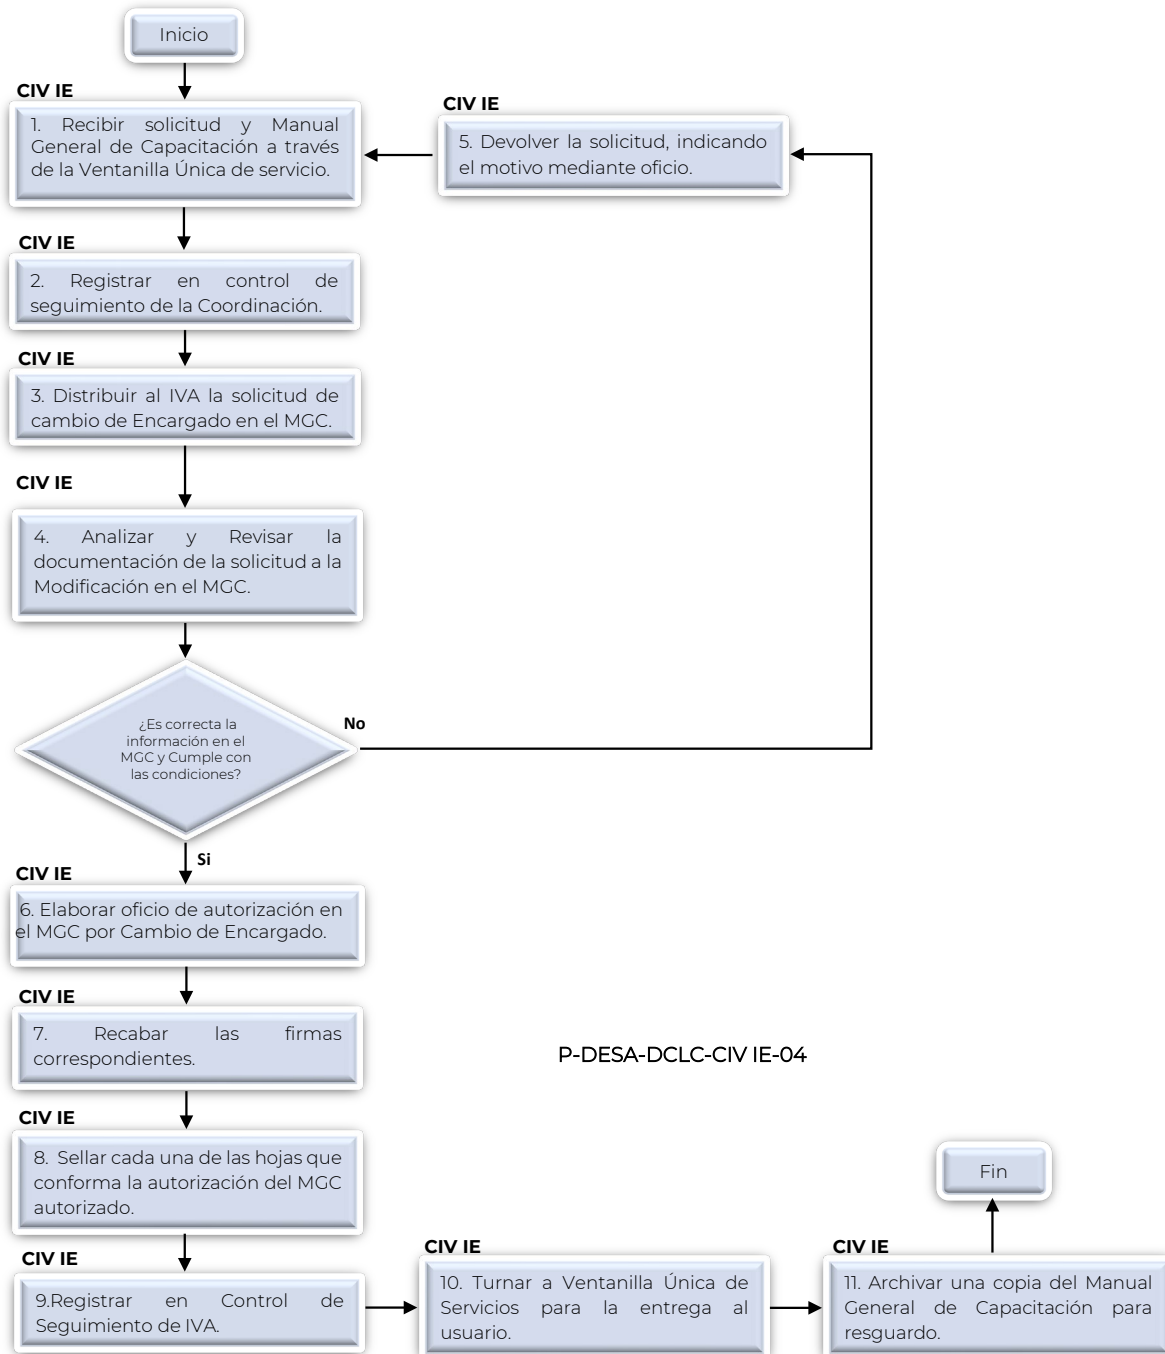 Inicio
CIV IE
1. Recibir solicitud y Manual
General de Capacitación a través
de la Ventanilla Única de servicio.
CIV IE
5. Devolver la solicitud, indicando
el motivo mediante oficio.
CIV IE
2. Registrar en control de
seguimiento de la Coordinación.
CIV IE
3. Distribuir al IVA la solicitud de
cambio de Encargado en el MGC.
CIV IE
4. Analizar y Revisar la
documentación de la solicitud a la
Modificación en el MGC.
¿Es correcta la
información en el
MGC y Cumple con
las condiciones?
No
Si
CIV IE
6. Elaborar oficio de autorización en
el MGC por Cambio de Encargado.
CIV IE
7. Recabar las firmas
correspondientes.
P-DESA-DCLC-CIV IE-04
CIV IE
8. Sellar cada una de las hojas que
conforma la autorización del MGC
autorizado.
CIV IE
9.Registrar en Control de
Seguimiento de IVA.
CIV IE
10. Turnar a Ventanilla Única de
Servicios para la entrega al
usuario.
CIV IE
11. Archivar una copia del Manual
General de Capacitación para
resguardo.
Fin